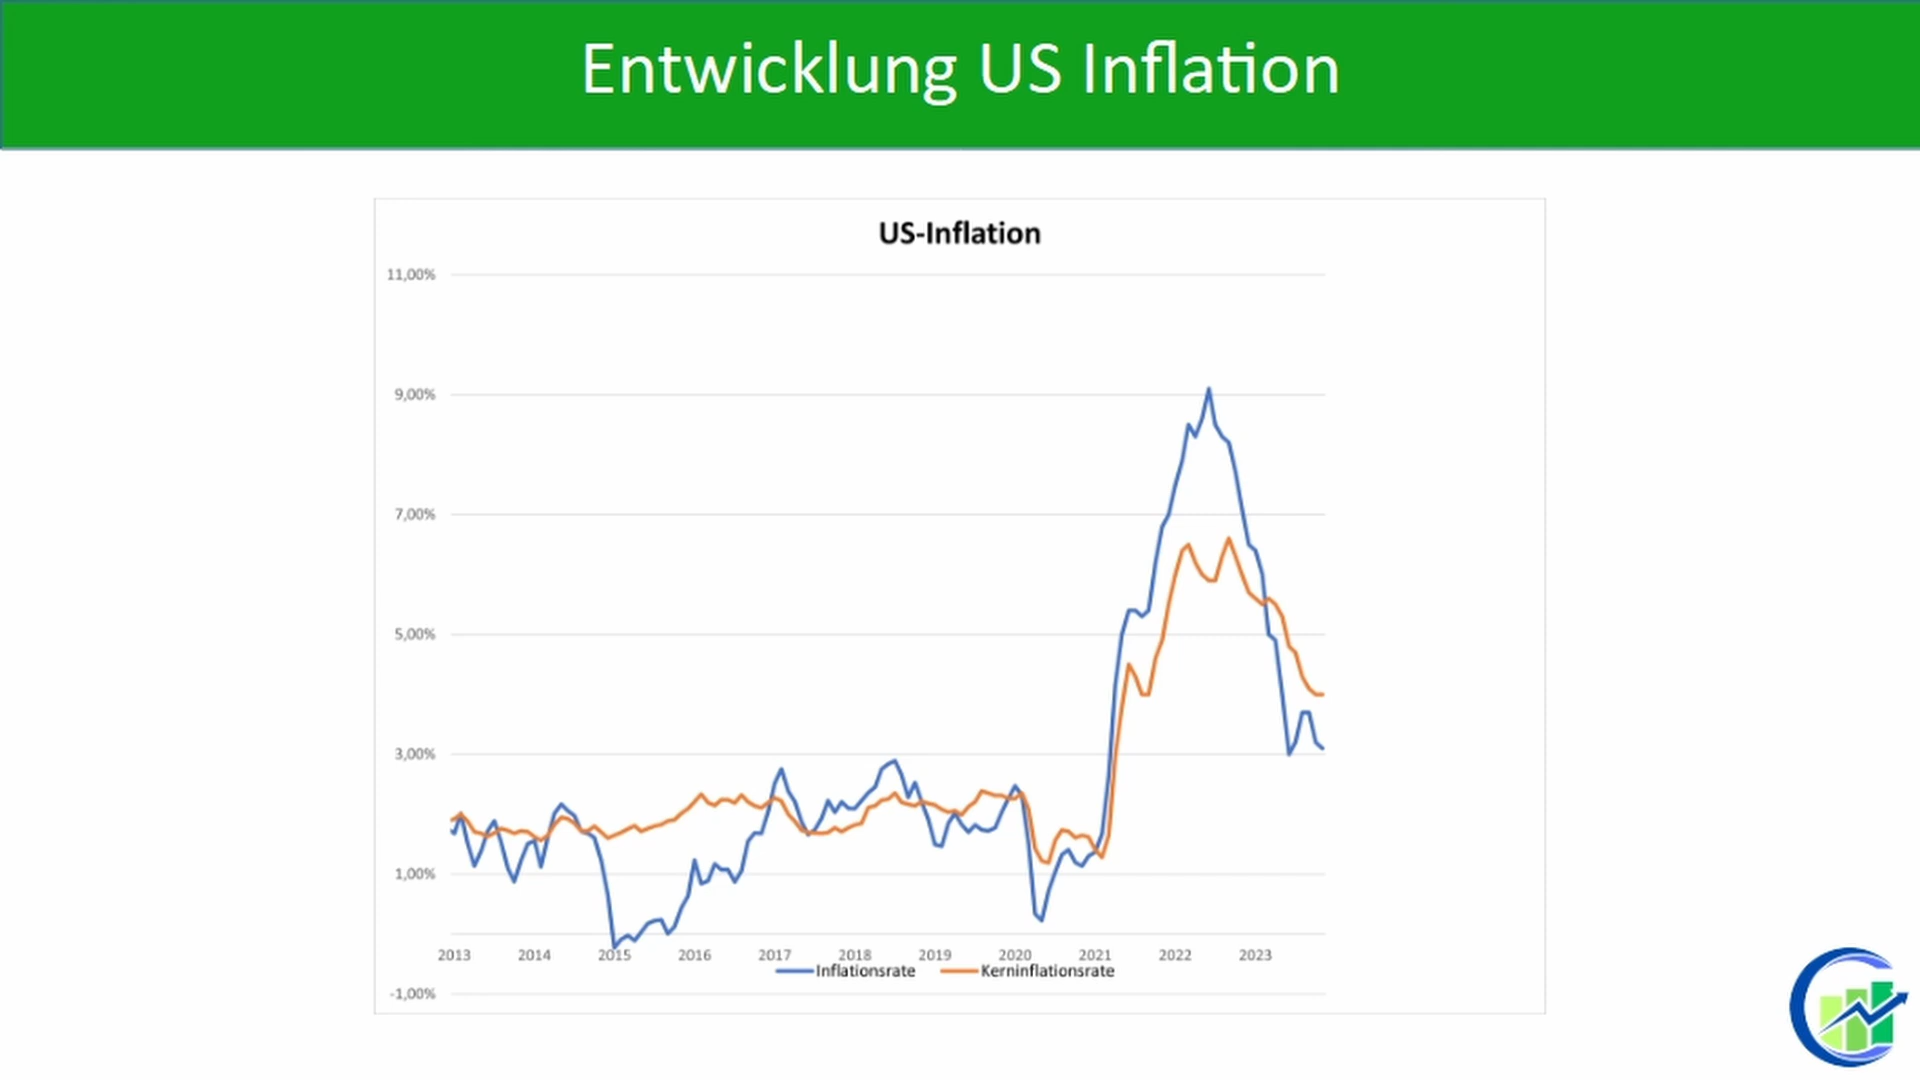 Entwicklung US Inflation
US-Inflation
11,00%
9,00%
7,00%
5,00%
3,00%
1,00%
2013 2014 2015 2016 2017 2018 2019 2020 2021 2022 2023
Inflationsrate Kerninflationsrate
-1,00%